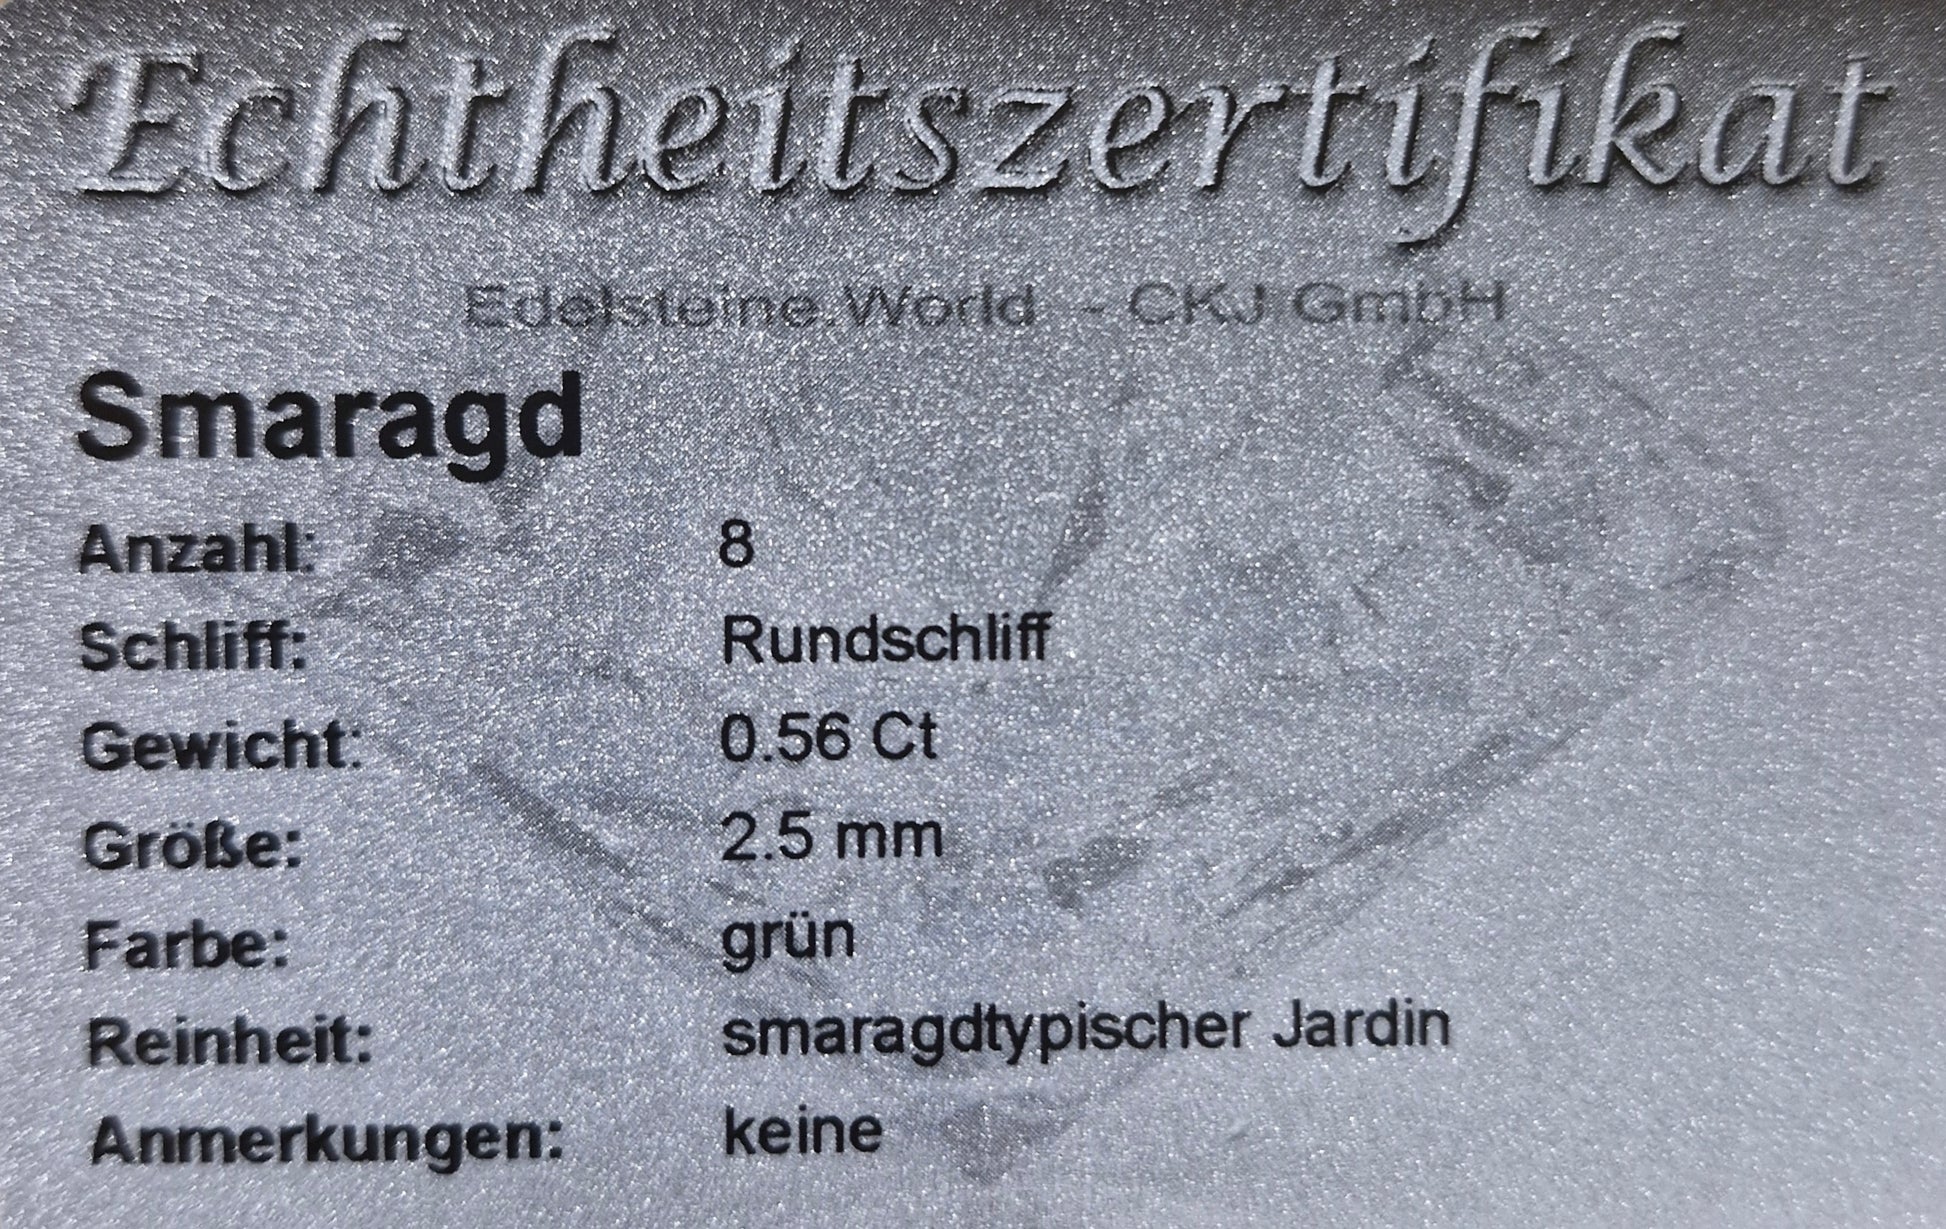 Echtheitszertifikat
Edelsteine.World - CKJ GmbH
Smaragd
Anzahl: 8
Schliff: Rundschliff
Gewicht: 0.56 Ct
Größe: 2.5 mm
Farbe: grün
Reinheit: smaragdtypischer Jardin
Anmerkungen: keine